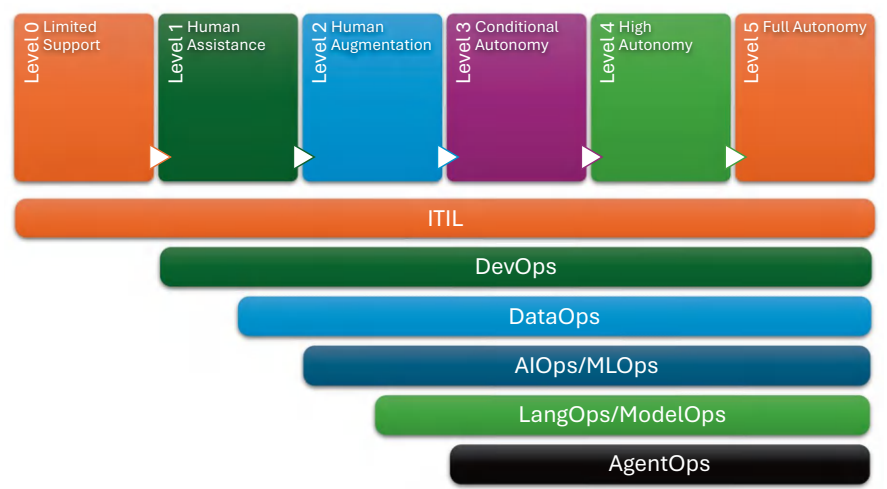 Level 0
Limited
Support
Level 1
Human
Assistance
Level 2
Human
Augmentation
Level 3
Conditional
Autonomy
Level 4
High
Autonomy
Level 5
Full Autonomy
ITIL
DevOps
DataOps
AIOps/MLOps
LangOps/ModelOps
AgentOps